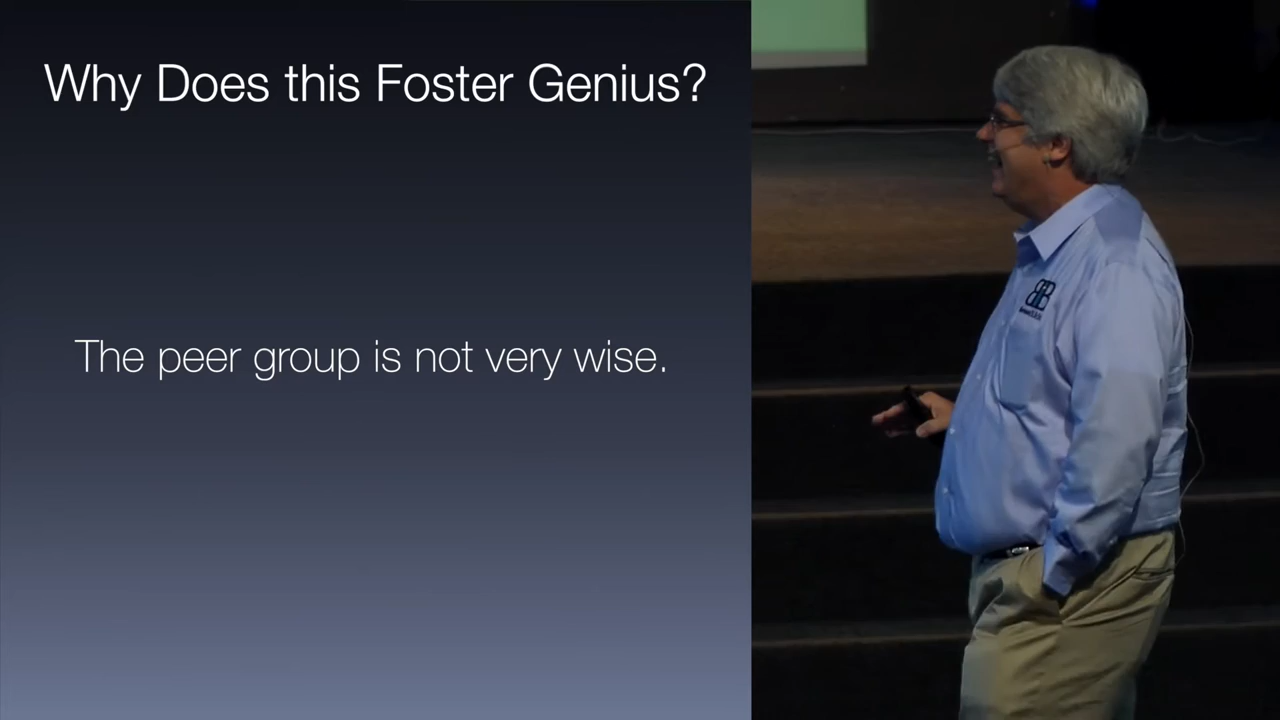 Why Does this Foster Genius?
The peer group is not very wise.